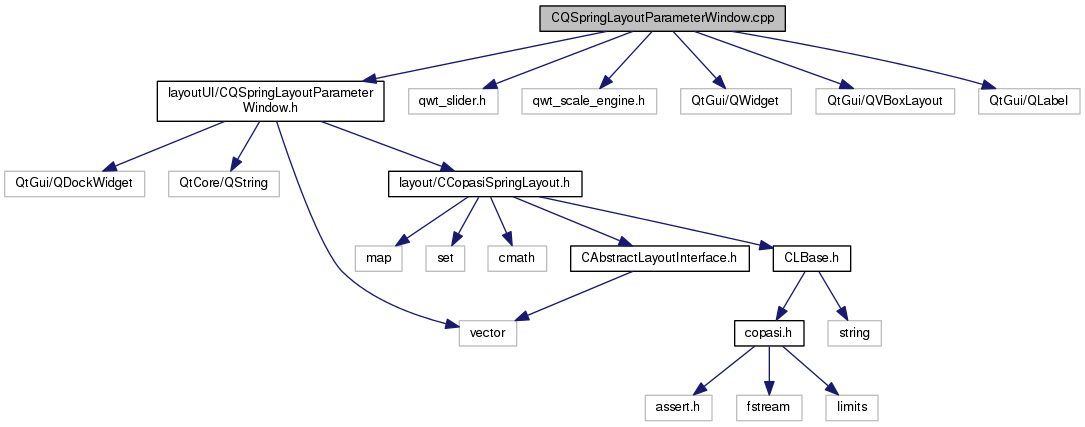 CQSpringLayoutParameterWindow.cpp
layoutUI/CQSpringLayoutParameter
Window.h
qwt_slider.h
qwt_scale_engine.h
QtGui/QWidget
QtGui/QVBoxLayout
QtGui/QLabel
QtGui/QDockWidget
QtCore/QString
layout/CCopasiSpringLayout.h
map
set
cmath
CAbstractLayoutInterface.h
CLBase.h
vector
copasi.h
string
assert.h
fstream
limits